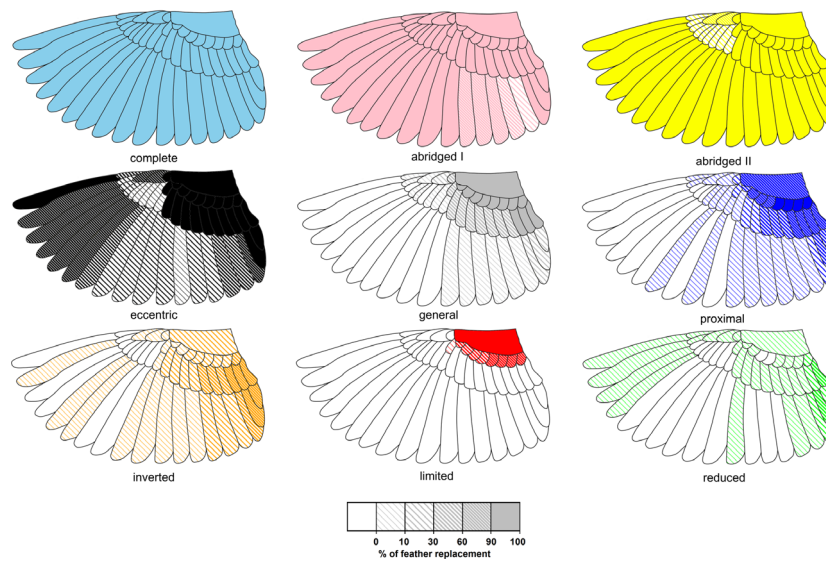 complete
abridged I
abridged II
eccentric
general
proximal
inverted
limited
reduced
0 10 30 60 90 100
% of feather replacement